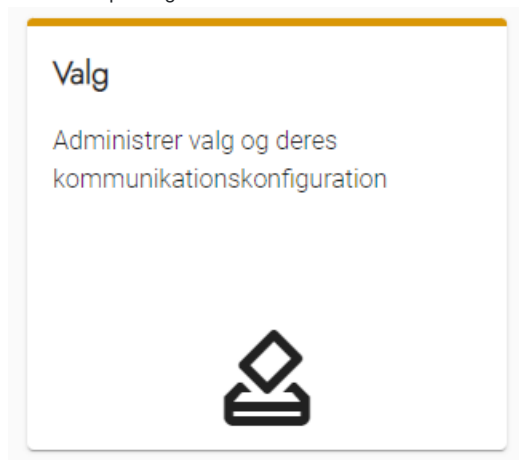 Valg
Administrer valg og deres
kommunikationskonfiguration